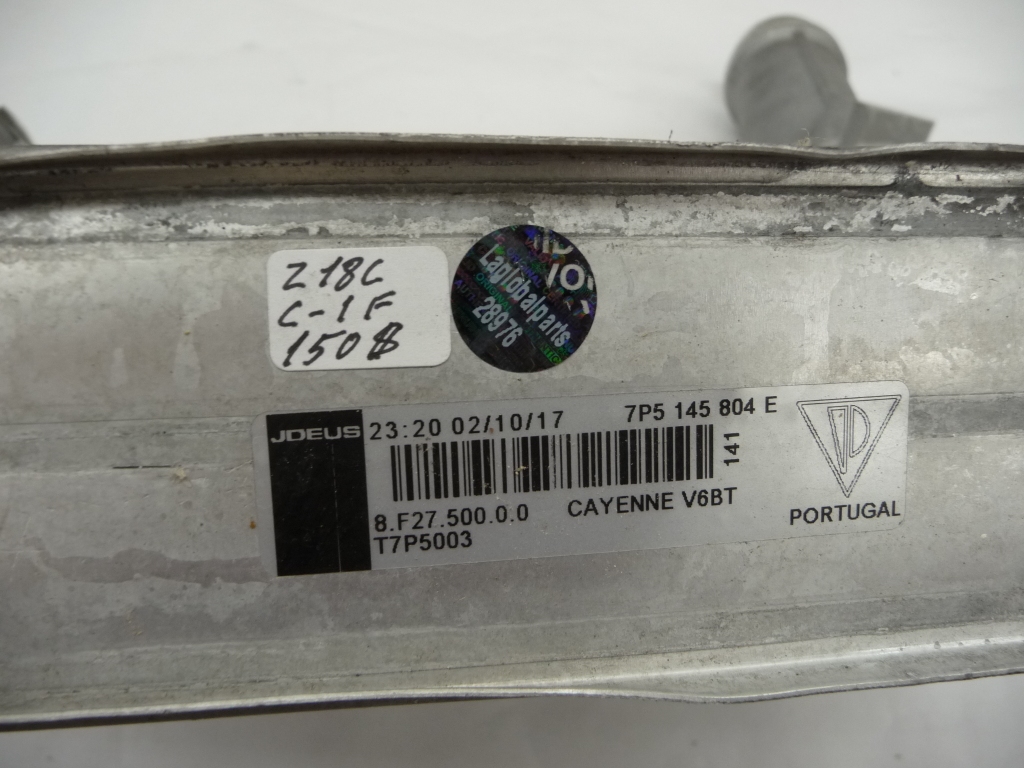 Z18C
C-1F
150$
Laglobalparts
28976
JDEUS
23:20 02/10/17
7P5 145 804 E
141
8.F27.500.0.0
CAYENNE V6BT
T7P5003
PORTUGAL